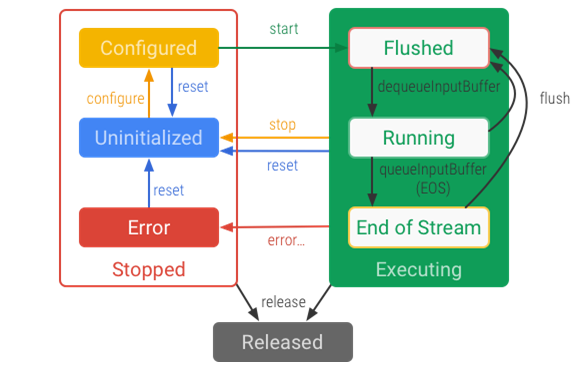 Configured
start
Flushed
configure
reset
dequeueInputBuffer
flush
Uninitialized
stop
Running
reset
queueInputBuffer
(EOS)
reset
Error
error...
End of Stream
Stopped
Executing
release
Released